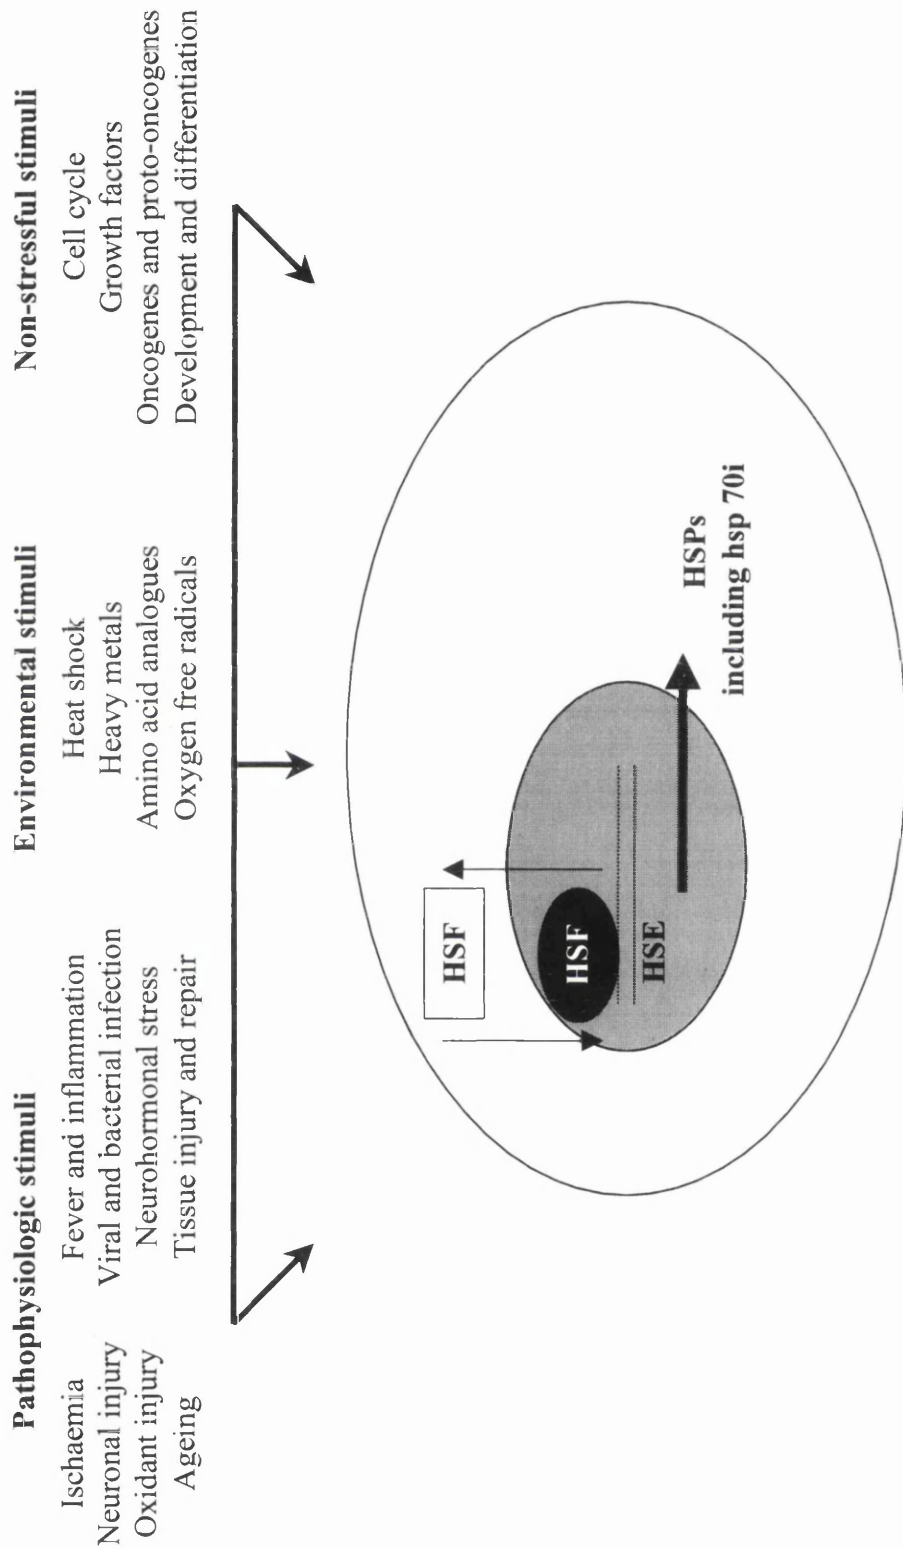 Pathophysiologic stimuli
Ischaemia
Neuronal injury
Oxidant injury
Ageing
Fever and inflammation
Viral and bacterial infection
Neurohormonal stress
Tissue injury and repair
Environmental stimuli
Heat shock
Heavy metals
Amino acid analogues
Oxygen free radicals
Non-stressful stimuli
Cell cycle
Growth factors
Oncogenes and proto-oncogenes
Development and differentiation
HSF
HSF
HSE
HSPs
including hsp 70i